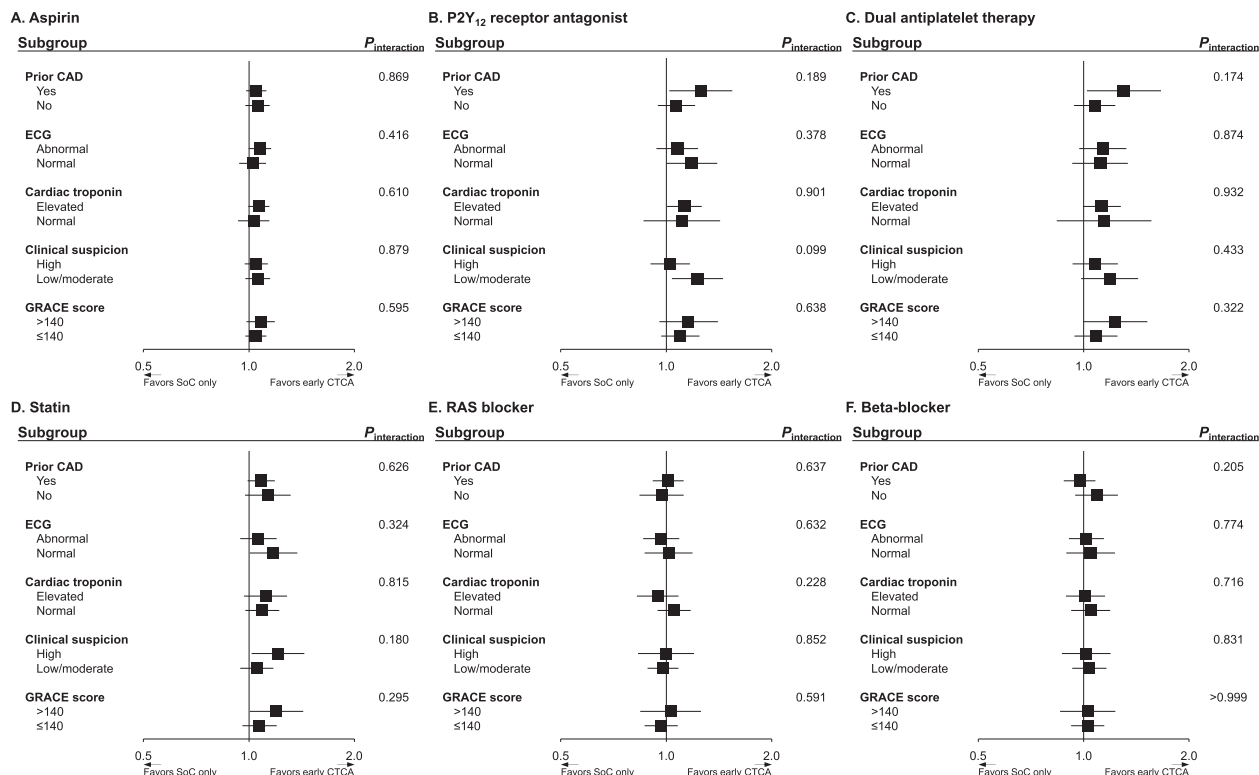 A. Aspirin
Subgroup Pinteraction
Prior CAD 0.869
Yes
No
ECG 0.416
Abnormal
Normal
Cardiac troponin 0.610
Elevated
Normal
Clinical suspicion 0.879
High
Low/moderate
GRACE score 0.595
>140
≤140
0.5 1.0 2.0
Favors SoC only Favors early CTCA
B. P2Y12 receptor antagonist
Subgroup Pinteraction
Prior CAD 0.189
Yes
No
ECG 0.378
Abnormal
Normal
Cardiac troponin 0.901
Elevated
Normal
Clinical suspicion 0.099
High
Low/moderate
GRACE score 0.638
>140
≤140
0.5 1.0 2.0
Favors SoC only Favors early CTCA
C. Dual antiplatelet therapy
Subgroup Pinteraction
Prior CAD 0.174
Yes
No
ECG 0.874
Abnormal
Normal
Cardiac troponin 0.932
Elevated
Normal
Clinical suspicion 0.433
High
Low/moderate
GRACE score 0.322
>140
≤140
0.5 1.0 2.0
Favors SoC only Favors early CTCA
D. Statin
Subgroup Pinteraction
Prior CAD 0.626
Yes
No
ECG 0.324
Abnormal
Normal
Cardiac troponin 0.815
Elevated
Normal
Clinical suspicion 0.180
High
Low/moderate
GRACE score 0.295
>140
≤140
0.5 1.0 2.0
Favors SoC only Favors early CTCA
E. RAS blocker
Subgroup Pinteraction
Prior CAD 0.637
Yes
No
ECG 0.632
Abnormal
Normal
Cardiac troponin 0.228
Elevated
Normal
Clinical suspicion 0.852
High
Low/moderate
GRACE score 0.591
>140
≤140
0.5 1.0 2.0
Favors SoC only Favors early CTCA
F. Beta-blocker
Subgroup Pinteraction
Prior CAD 0.205
Yes
No
ECG 0.774
Abnormal
Normal
Cardiac troponin 0.716
Elevated
Normal
Clinical suspicion 0.831
High
Low/moderate
GRACE score >0.999
>140
≤140
0.5 1.0 2.0
Favors SoC only Favors early CTCA